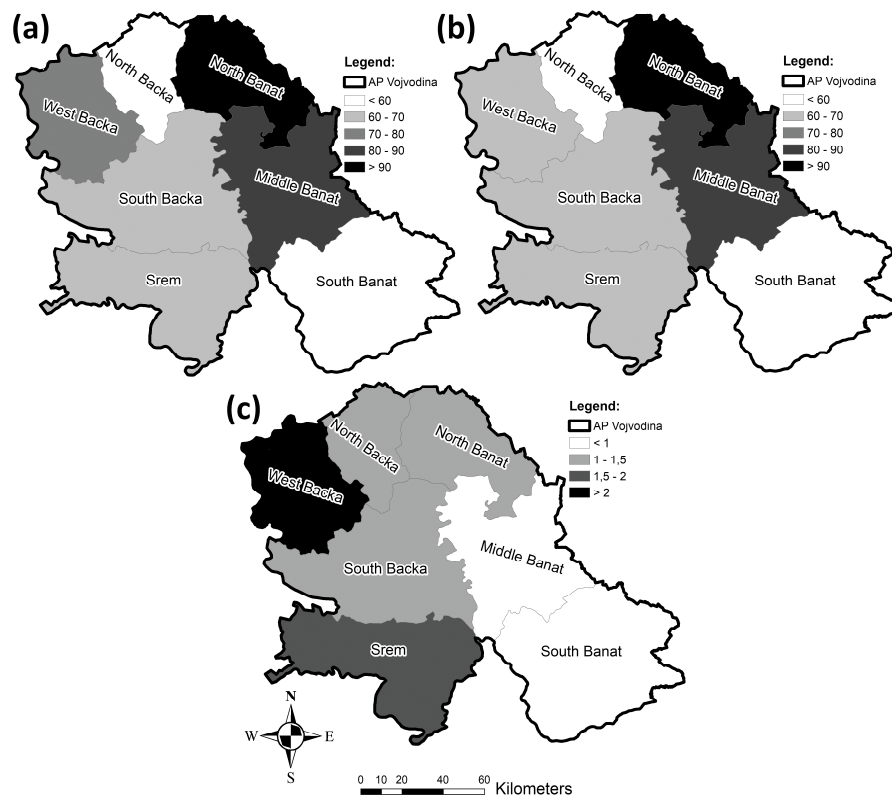 (a)
North Backa
North Banat
West Backa
Middle Banat
South Backa
Srem
South Banat
Legend:
AP Vojvodina
< 60
60 - 70
70 - 80
80 - 90
> 90
(b)
North Backa
North Banat
West Backa
Middle Banat
South Backa
Srem
South Banat
Legend:
AP Vojvodina
< 60
60 - 70
70 - 80
80 - 90
> 90
(c)
North Backa
North Banat
West Backa
Middle Banat
South Backa
Srem
South Banat
Legend:
AP Vojvodina
< 1
1 - 1,5
1,5 - 2
> 2
N
W E
S
0 10 20 40 60
Kilometers